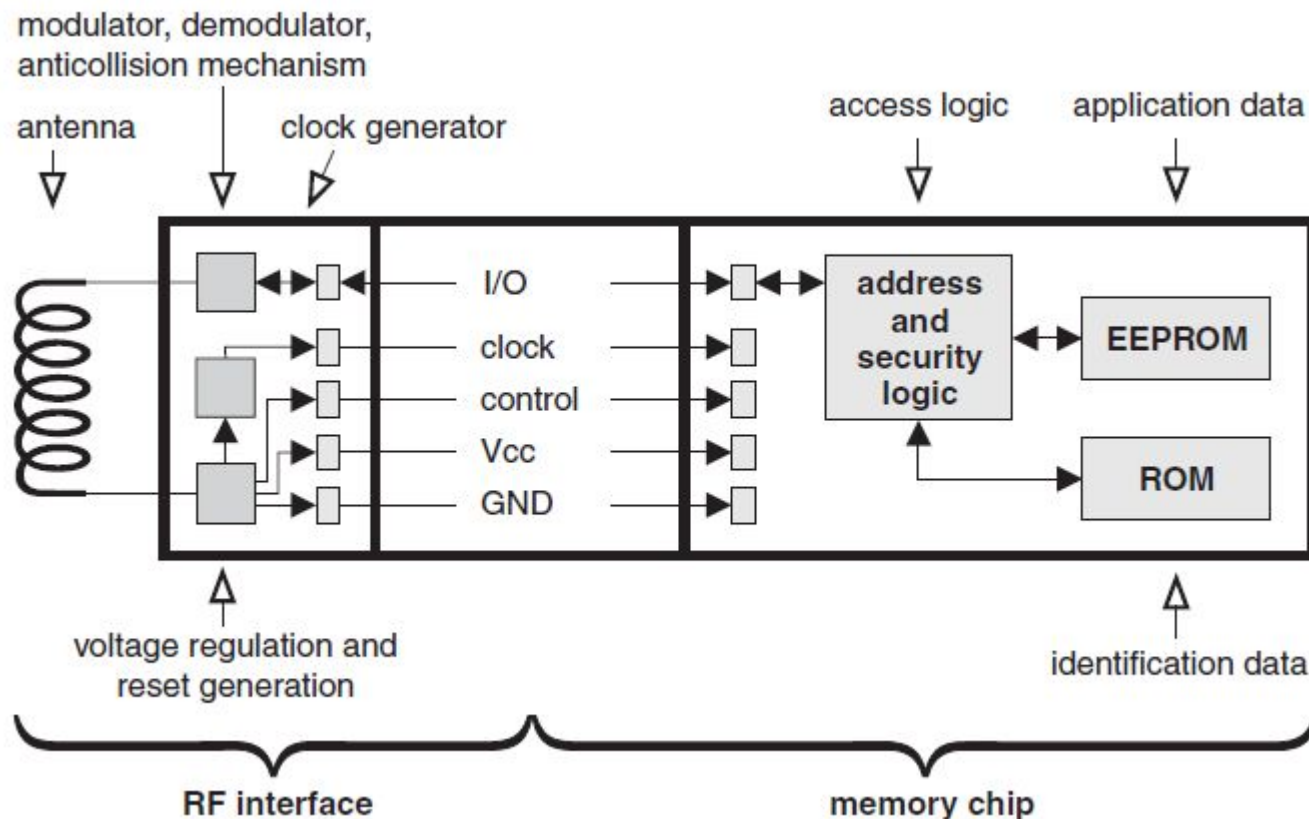 modulator, demodulator,
anticollision mechanism
antenna
clock generator
access logic
application data
I/O
clock
control
Vcc
GND
address
and
security
logic
EEPROM
ROM
voltage regulation and
reset generation
identification data
RF interface
memory chip